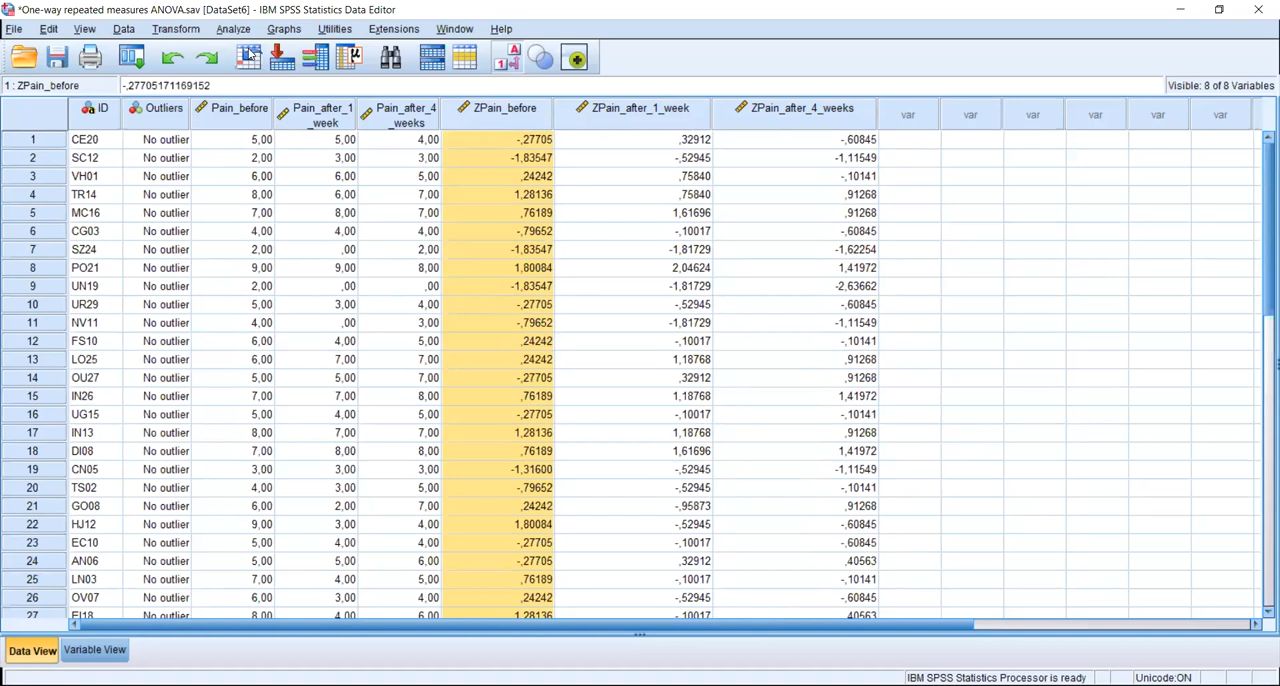 *One-way repeated measures ANOVA.sav [DataSet6] - IBM SPSS Statistics Data Editor
File Edit View Data Transform Analyze Graphs Utilities Extensions Window Help
1 : ZPain_before -,27705171169152 Visible: 8 of 8 Variables
ID Outliers Pain_before Pain_after_1_week Pain_after_4_weeks ZPain_before ZPain_after_1_week ZPain_after_4_weeks var var var var var var
1 CE20 No outlier 5,00 5,00 4,00 -,27705 ,32912 -,60845
2 SC12 No outlier 2,00 3,00 3,00 -1,83547 -,52945 -1,11549
3 VH01 No outlier 6,00 6,00 5,00 ,24242 ,75840 -,10141
4 TR14 No outlier 8,00 6,00 7,00 1,28136 ,75840 ,91268
5 MC16 No outlier 7,00 8,00 7,00 ,76189 1,61696 ,91268
6 CG03 No outlier 4,00 4,00 4,00 -,79652 -,10017 -,60845
7 SZ24 No outlier 2,00 ,00 2,00 -1,83547 -1,81729 -1,62254
8 PO21 No outlier 9,00 9,00 8,00 1,80084 2,04624 1,41972
9 UN19 No outlier 2,00 ,00 ,00 -1,83547 -1,81729 -2,63662
10 UR29 No outlier 5,00 3,00 4,00 -,27705 -,52945 -,60845
11 NV11 No outlier 4,00 ,00 3,00 -,79652 -1,81729 -1,11549
12 FS10 No outlier 6,00 4,00 5,00 ,24242 -,10017 -,10141
13 LO25 No outlier 6,00 7,00 7,00 ,24242 1,18768 ,91268
14 OU27 No outlier 5,00 5,00 7,00 -,27705 ,32912 ,91268
15 IN26 No outlier 7,00 7,00 8,00 ,76189 1,18768 1,41972
16 UG15 No outlier 5,00 4,00 5,00 -,27705 -,10017 -,10141
17 IN13 No outlier 8,00 7,00 7,00 1,28136 1,18768 ,91268
18 DI08 No outlier 7,00 8,00 8,00 ,76189 1,61696 1,41972
19 CN05 No outlier 3,00 3,00 3,00 -1,31600 -,52945 -1,11549
20 TS02 No outlier 4,00 3,00 5,00 -,79652 -,52945 -,10141
21 GO08 No outlier 6,00 2,00 7,00 ,24242 -,95873 ,91268
22 HJ12 No outlier 9,00 3,00 4,00 1,80084 -,52945 -,60845
23 EC10 No outlier 5,00 4,00 4,00 -,27705 -,10017 -,60845
24 AN06 No outlier 5,00 5,00 6,00 -,27705 ,32912 ,40563
25 LN03 No outlier 7,00 4,00 5,00 ,76189 -,10017 -,10141
26 OV07 No outlier 6,00 3,00 4,00 ,24242 -,52945 -,60845
27 No outlier 8,00 4,00 6,00 1,28136 -,10017 ,40563
Data View Variable View
IBM SPSS Statistics Processor is ready Unicode:ON